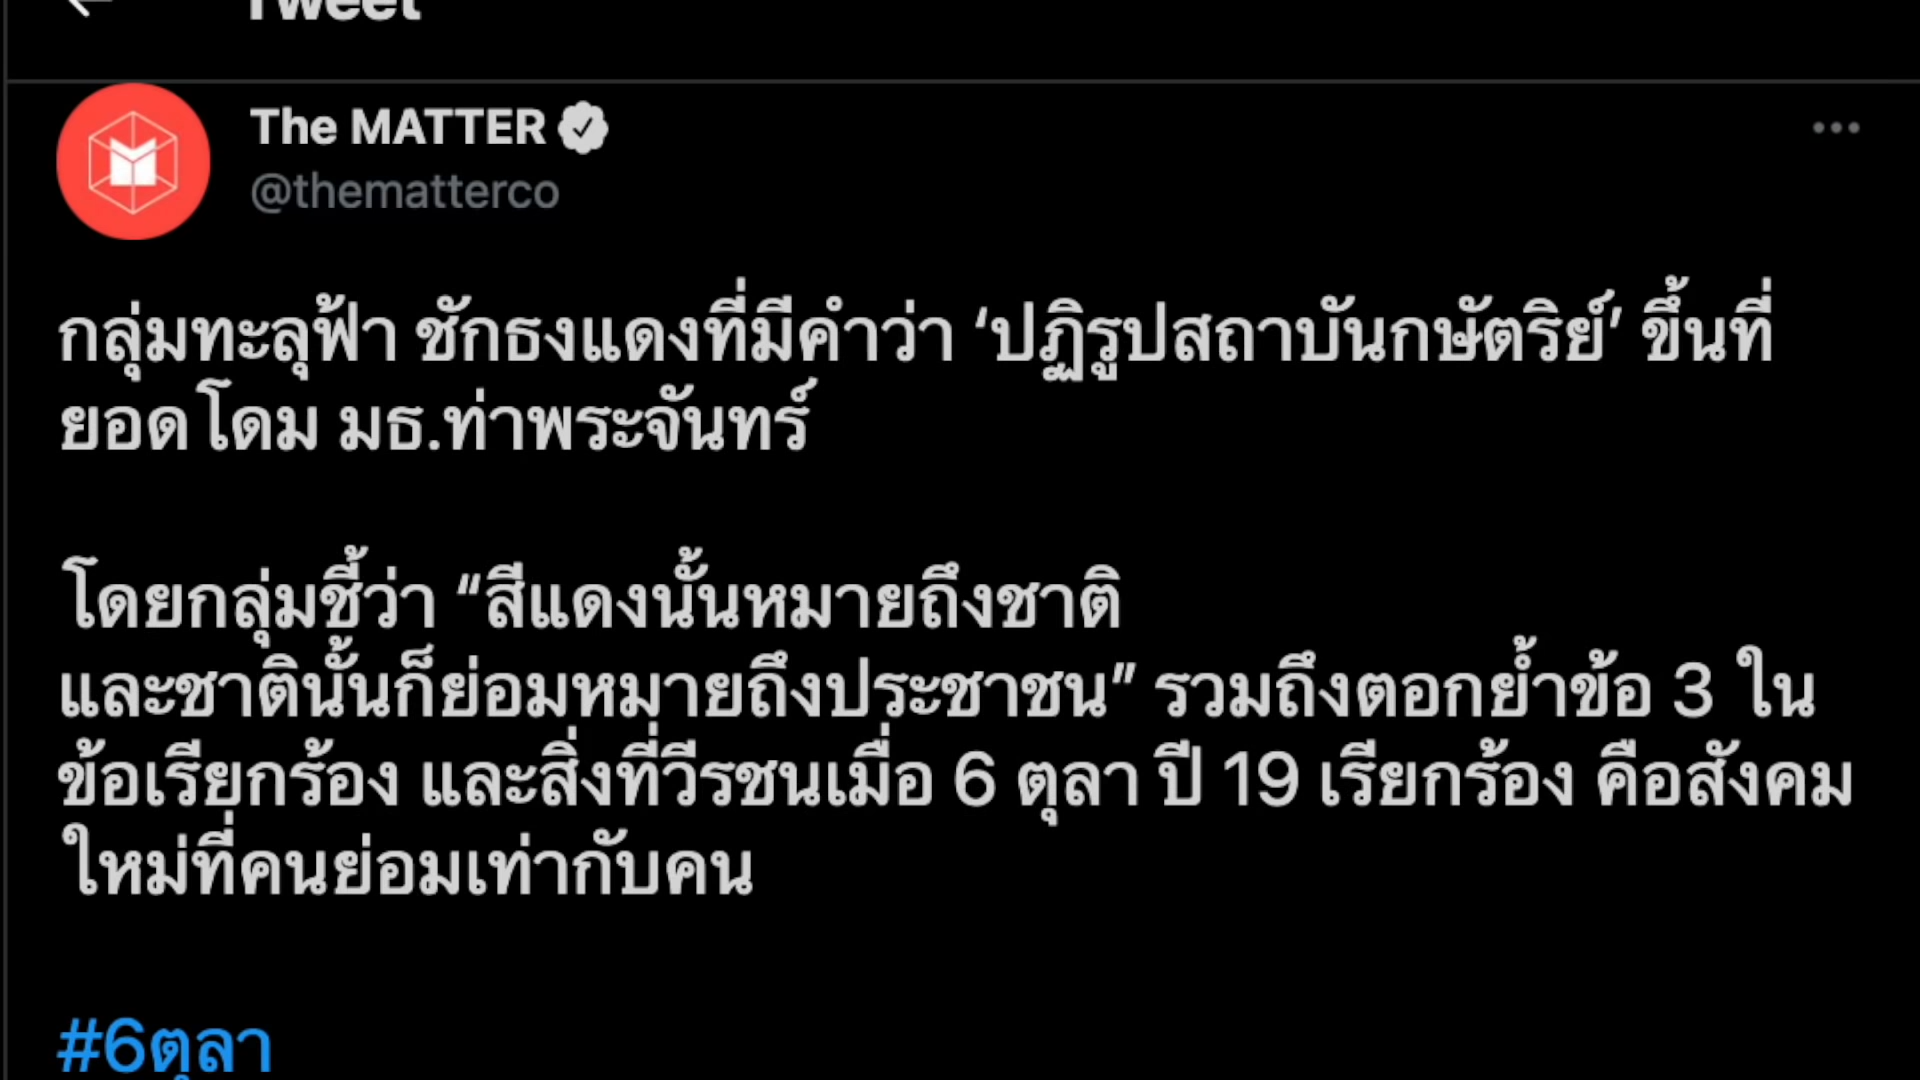 Tweet
The MATTER
@thematterco
กลุ่มทะลุฟ้า ชักธงแดงที่มีคำว่า ‘ปฏิรูปสถาบันกษัตริย์’ ขึ้นที่
ยอดโดม มธ.ท่าพระจันทร์
โดยกลุ่มชี้ว่า “สีแดงนั้นหมายถึงชาติ
และชาตินั้นก็ย่อมหมายถึงประชาชน” รวมถึงตอกย้ำข้อ 3 ใน
ข้อเรียกร้อง และสิ่งที่วีรชนเมื่อ 6 ตุลา ปี 19 เรียกร้อง คือสังคม
ใหม่ที่คนย่อมเท่ากับคน
#6ตุลา